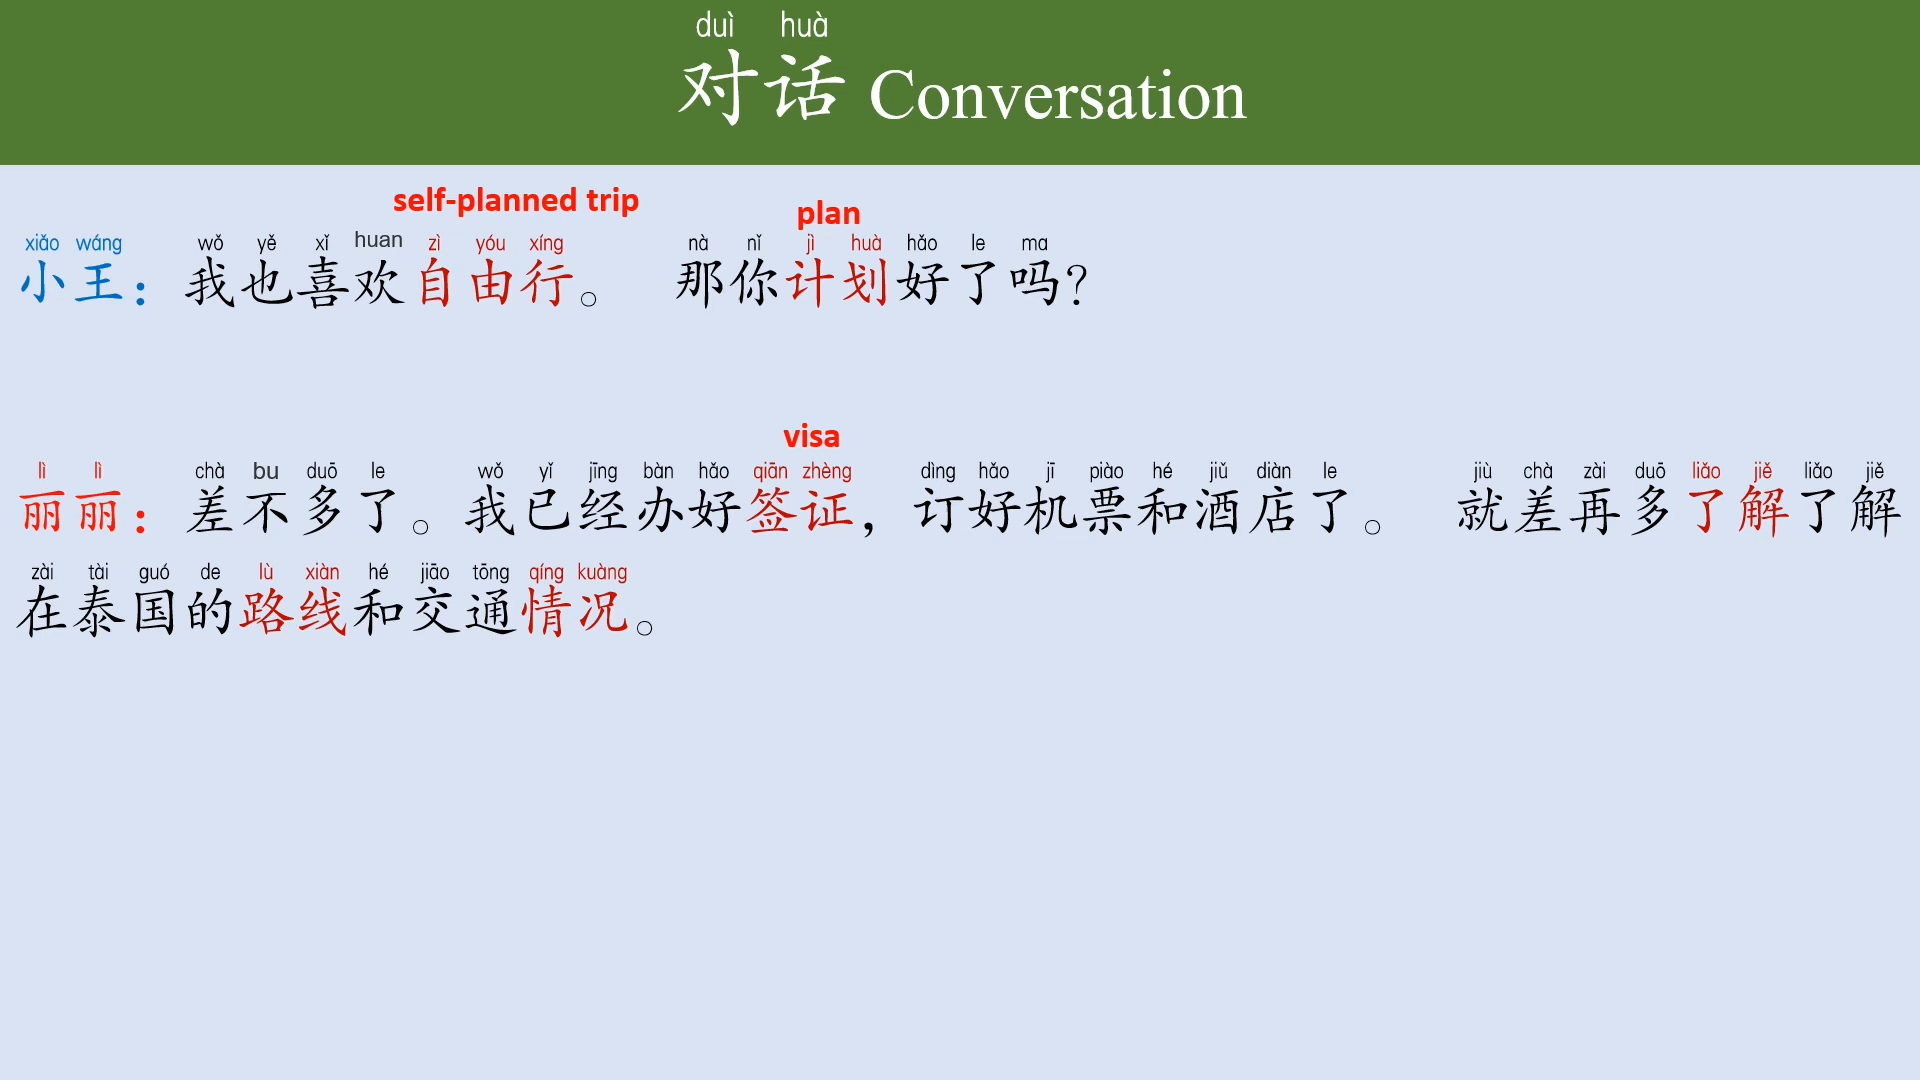 duì huà
对话 Conversation
self-planned trip plan
xiǎo wáng wǒ yě xǐ huan zì yóu xíng nà nǐ jì huà hǎo le ma
小王：我也喜欢自由行。 那你计划好了吗？
visa
lì lì chà bu duō le wǒ yǐ jīng bàn hǎo qiān zhèng dìng hǎo jī piào hé jiǔ diàn le jiù chà zài duō liǎo jiě liǎo jiě
丽丽：差不多了。我已经办好签证，订好机票和酒店了。 就差再多了解了解
zài tài guó de lù xiàn hé jiāo tōng qíng kuàng
在泰国的路线和交通情况。